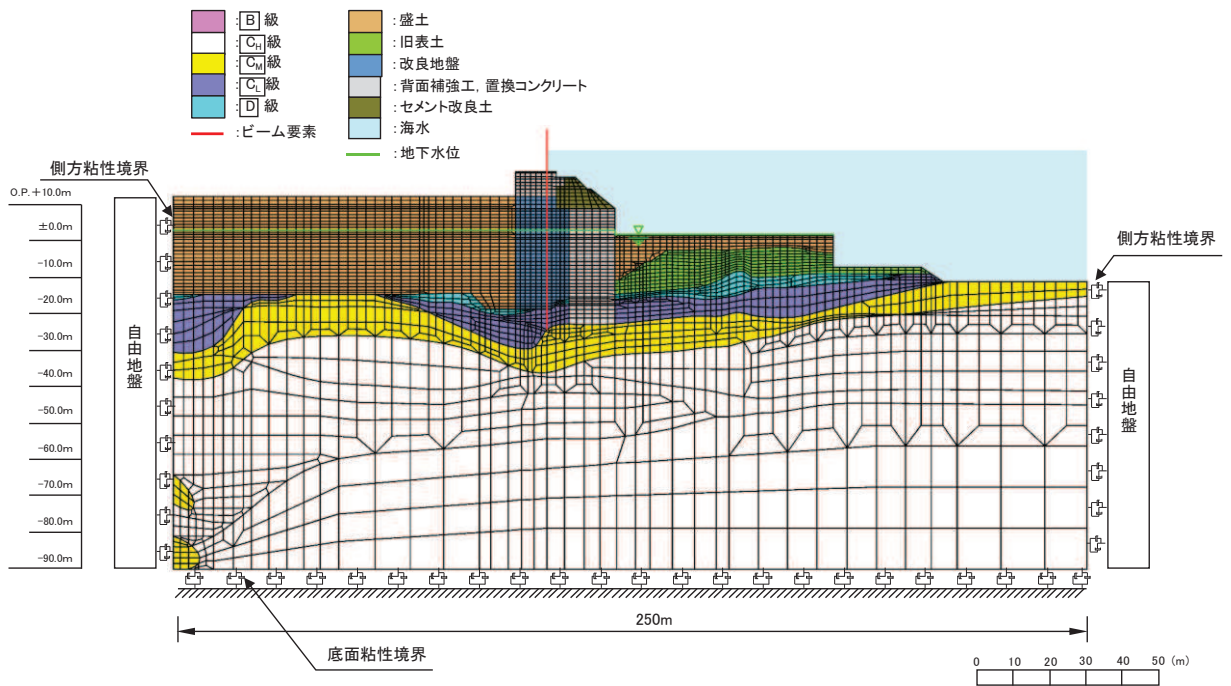 :B 級
:CH 級
:CM 級
:CL 級
:D 級
:ビーム要素
:盛土
:旧表土
:改良地盤
:背面補強工, 置換コンクリート
:セメント改良土
:海水
:地下水位
側方粘性境界
O.P.+10.0m
±0.0m
-10.0m
-20.0m
-30.0m
-40.0m
-50.0m
-60.0m
-70.0m
-80.0m
-90.0m
自由地盤
側方粘性境界
自由地盤
250m
底面粘性境界
0 10 20 30 40 50 (m)